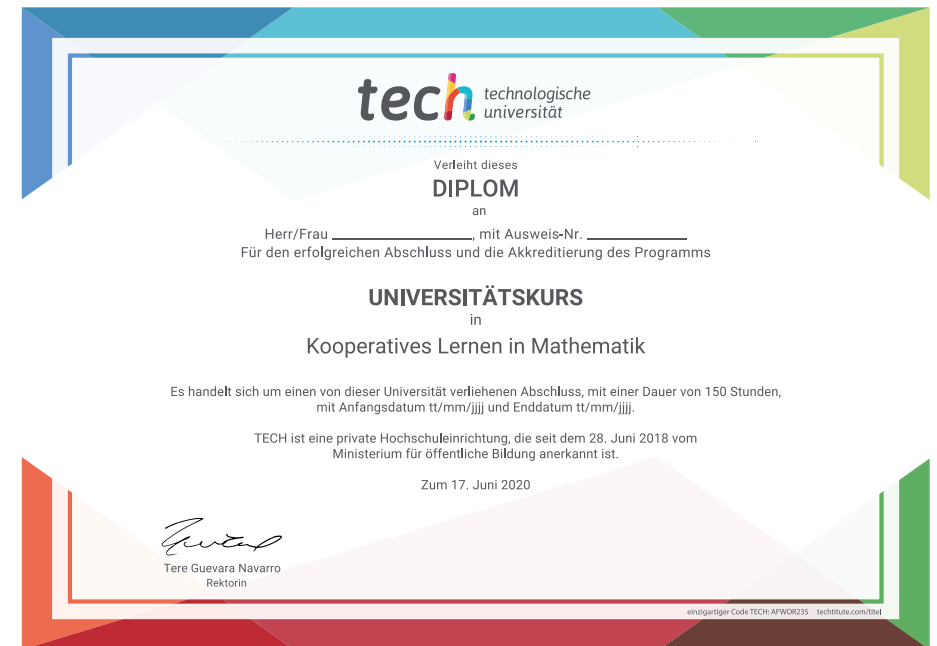 tech technologische
universität
Verleiht dieses
DIPLOM
an
Herr/Frau ____________, mit Ausweis-Nr. ____________
Für den erfolgreichen Abschluss und die Akkreditierung des Programms
UNIVERSITÄTSKURS
in
Kooperatives Lernen in Mathematik
Es handelt sich um einen von dieser Universität verliehenen Abschluss, mit einer Dauer von 150 Stunden,
mit Anfangsdatum tt/mm/jjjj und Enddatum tt/mm/jjjj.
TECH ist eine private Hochschuleinrichtung, die seit dem 28. Juni 2018 vom
Ministerium für öffentliche Bildung anerkannt ist.
Zum 17. Juni 2020
Tere Guevara Navarro
Rektorin
einzigartiger Code TECH: AFWOR235 techtitute.com/titel